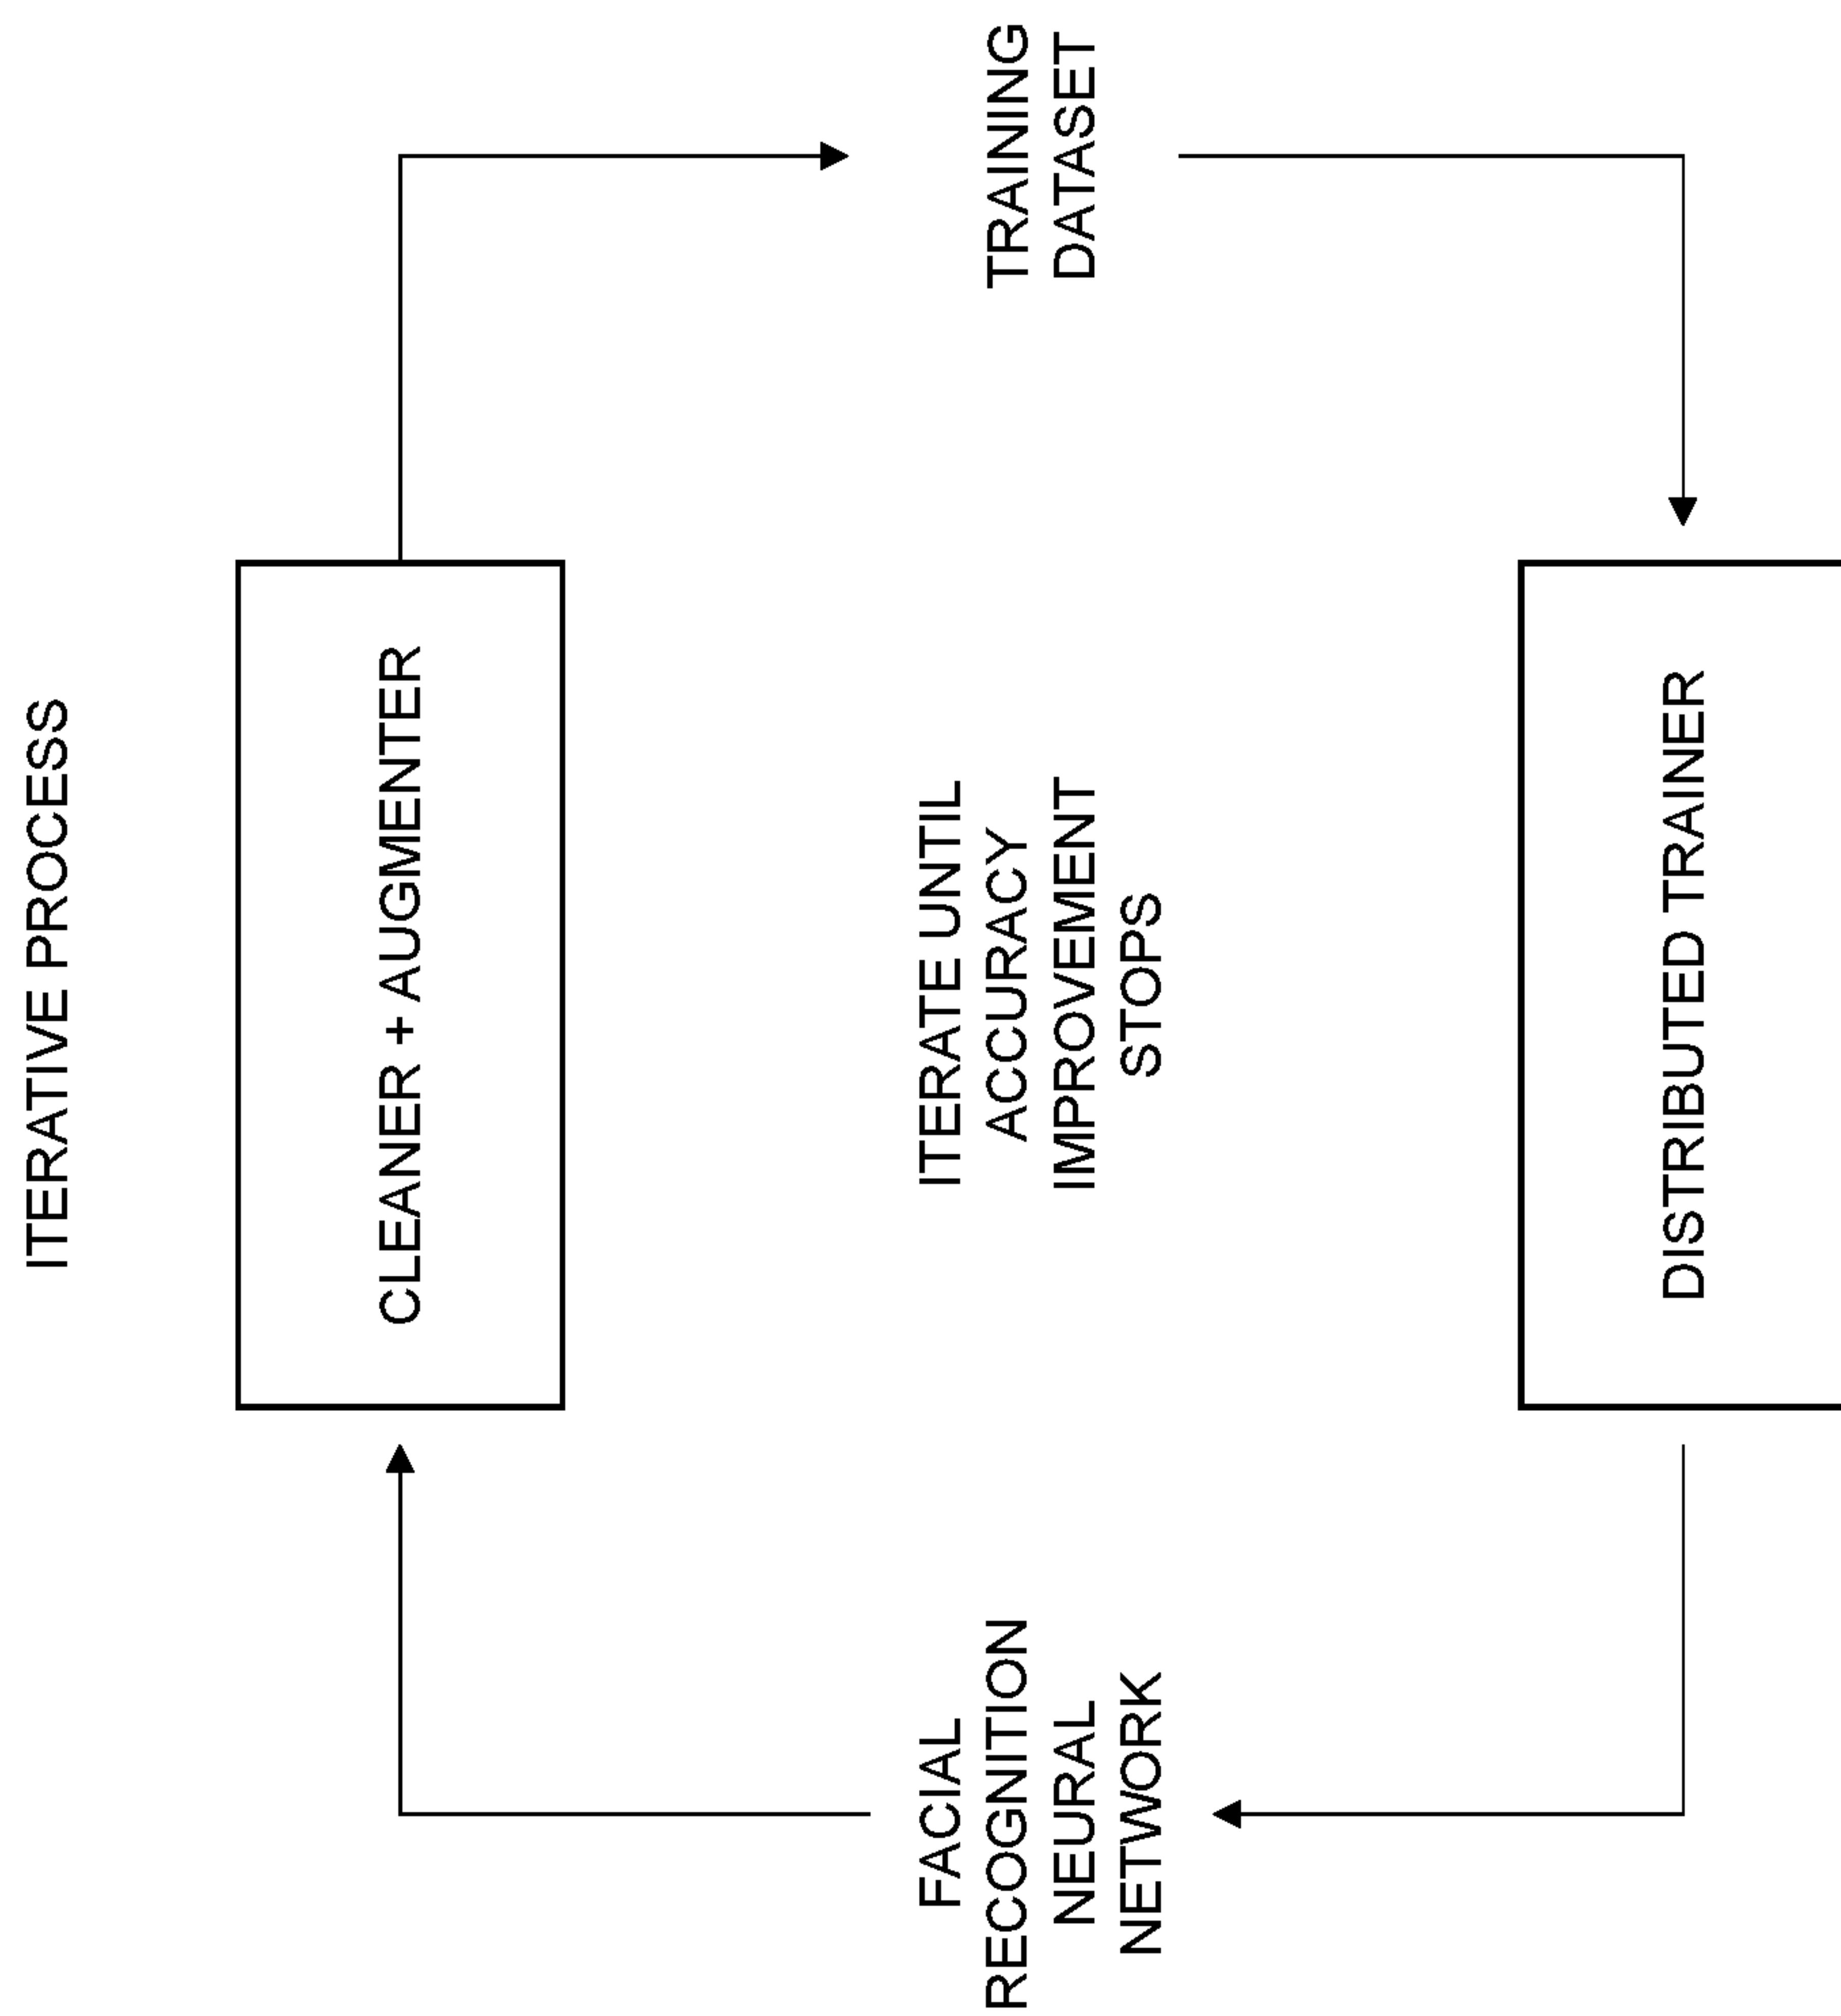 ITERATIVE PROCESS
CLEANER + AUGMENTER
FACIAL
RECOGNITION
NEURAL
NETWORK
ITERATE UNTIL
ACCURACY
IMPROVEMENT
STOPS
TRAINING
DATASET
DISTRIBUTED TRAINER